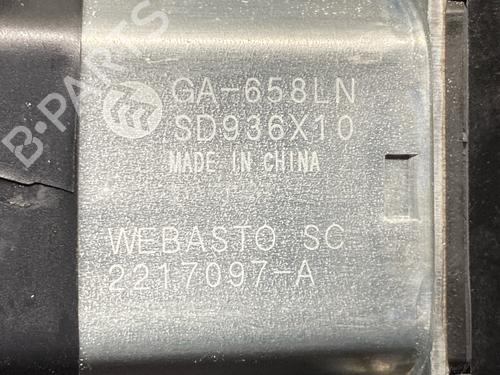 GA-658LN
SD936X10
MADE IN CHINA
WEBASTO SC
2217097-A
B-PARTS